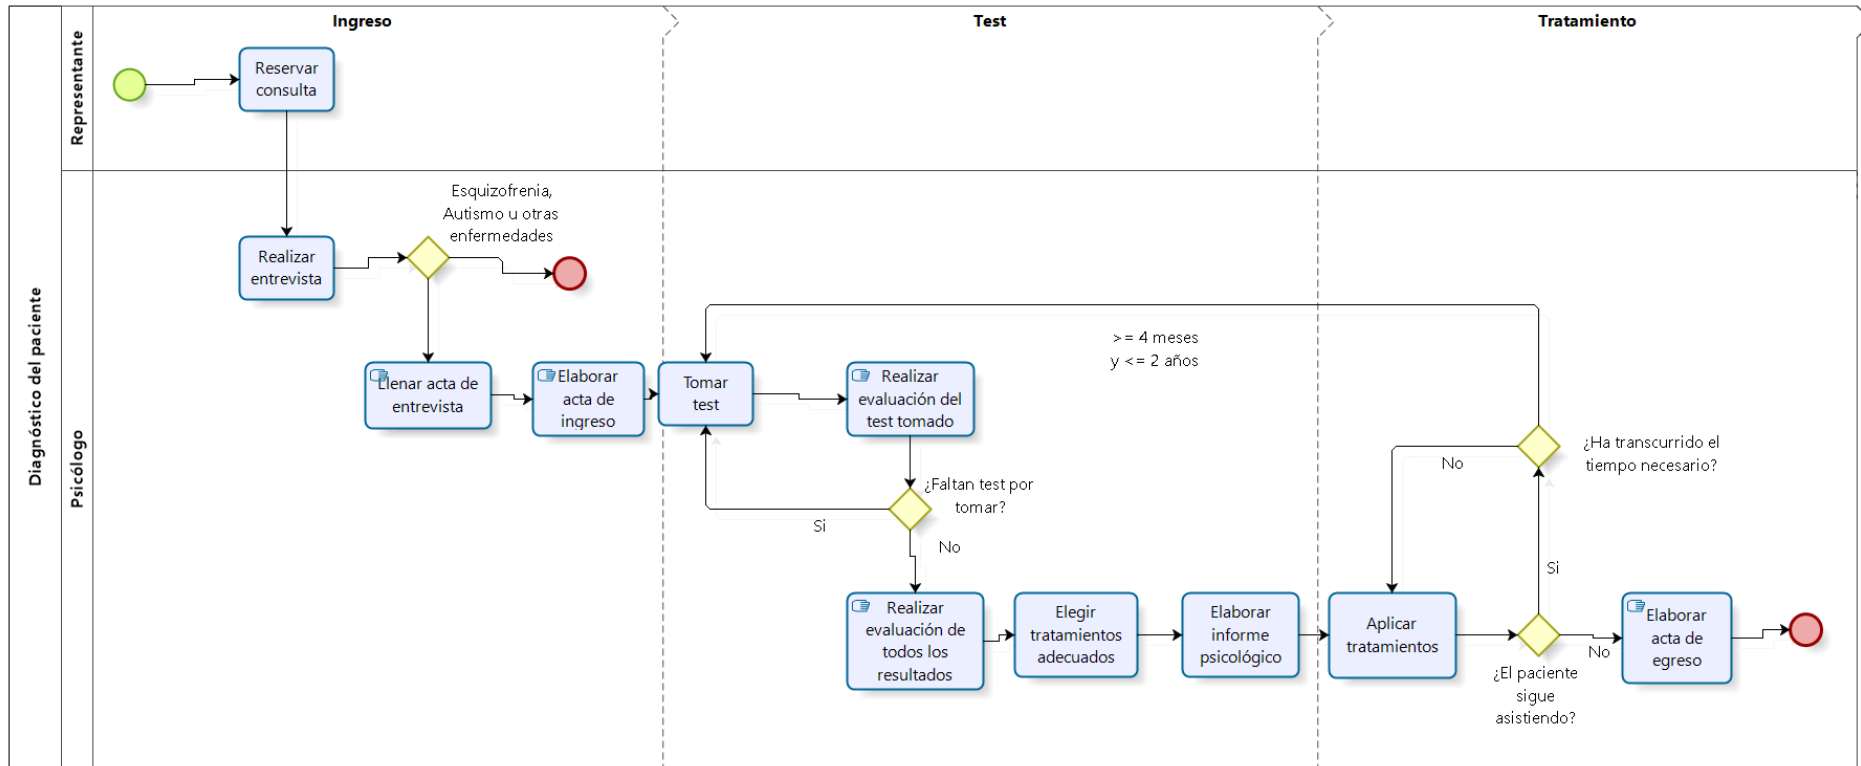 Ingreso
Test
Tratamiento
Diagnóstico del paciente
Representante
Reservar
consulta
Psicólogo
Realizar
entrevista
Esquizofrenia,
Autismo u otras
enfermedades
Llenar acta de
entrevista
Elaborar
acta de
ingreso
Tomar
test
Realizar
evaluación del
test tomado
>= 4 meses
y <= 2 años
¿Faltan test por
tomar?
Si
No
Realizar
evaluación de
todos los
resultados
Elegir
tratamientos
adecuados
Elaborar
informe
psicológico
Aplicar
tratamientos
¿El paciente
sigue
asistiendo?
Si
No
¿Ha transcurrido el
tiempo necesario?
No
Elaborar
acta de
egreso